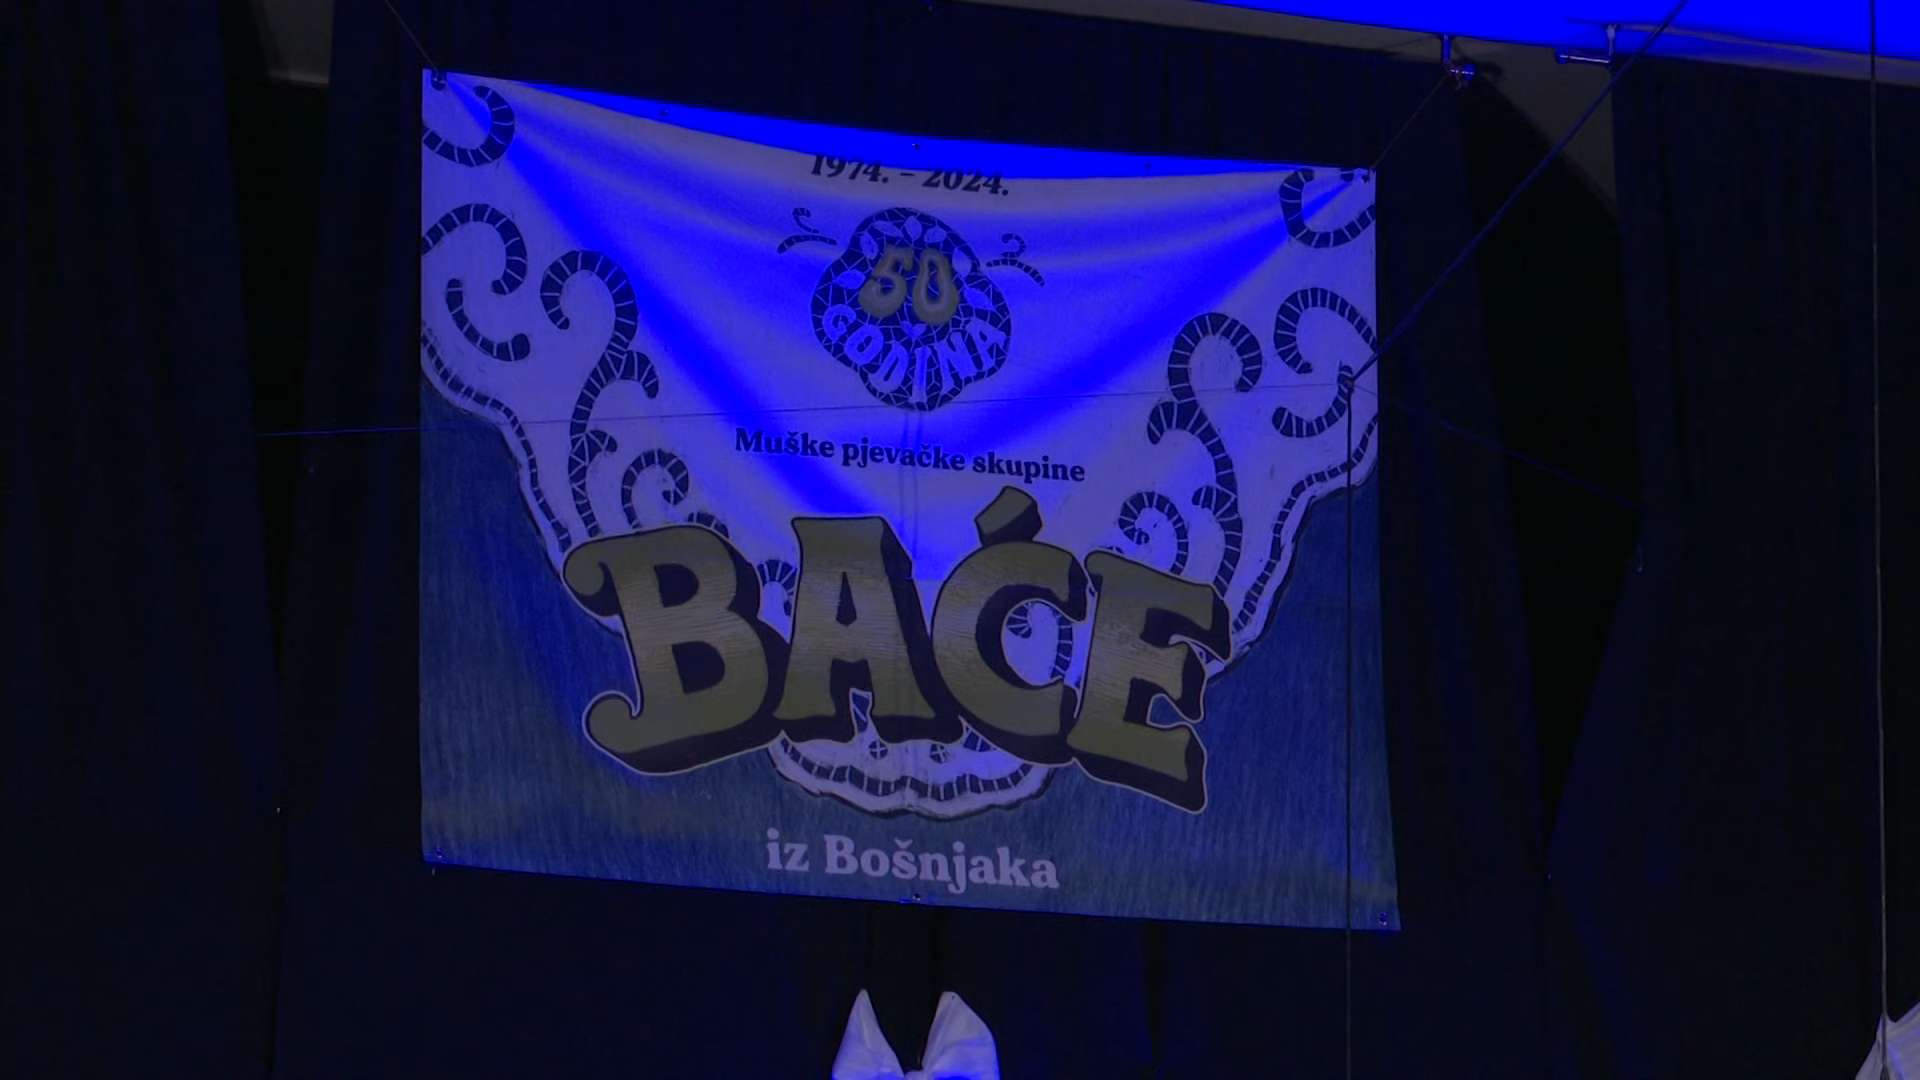 1974. – 2024.
50
GODINA
Muške pjevačke skupine
BAĆE
iz Bošnjaka